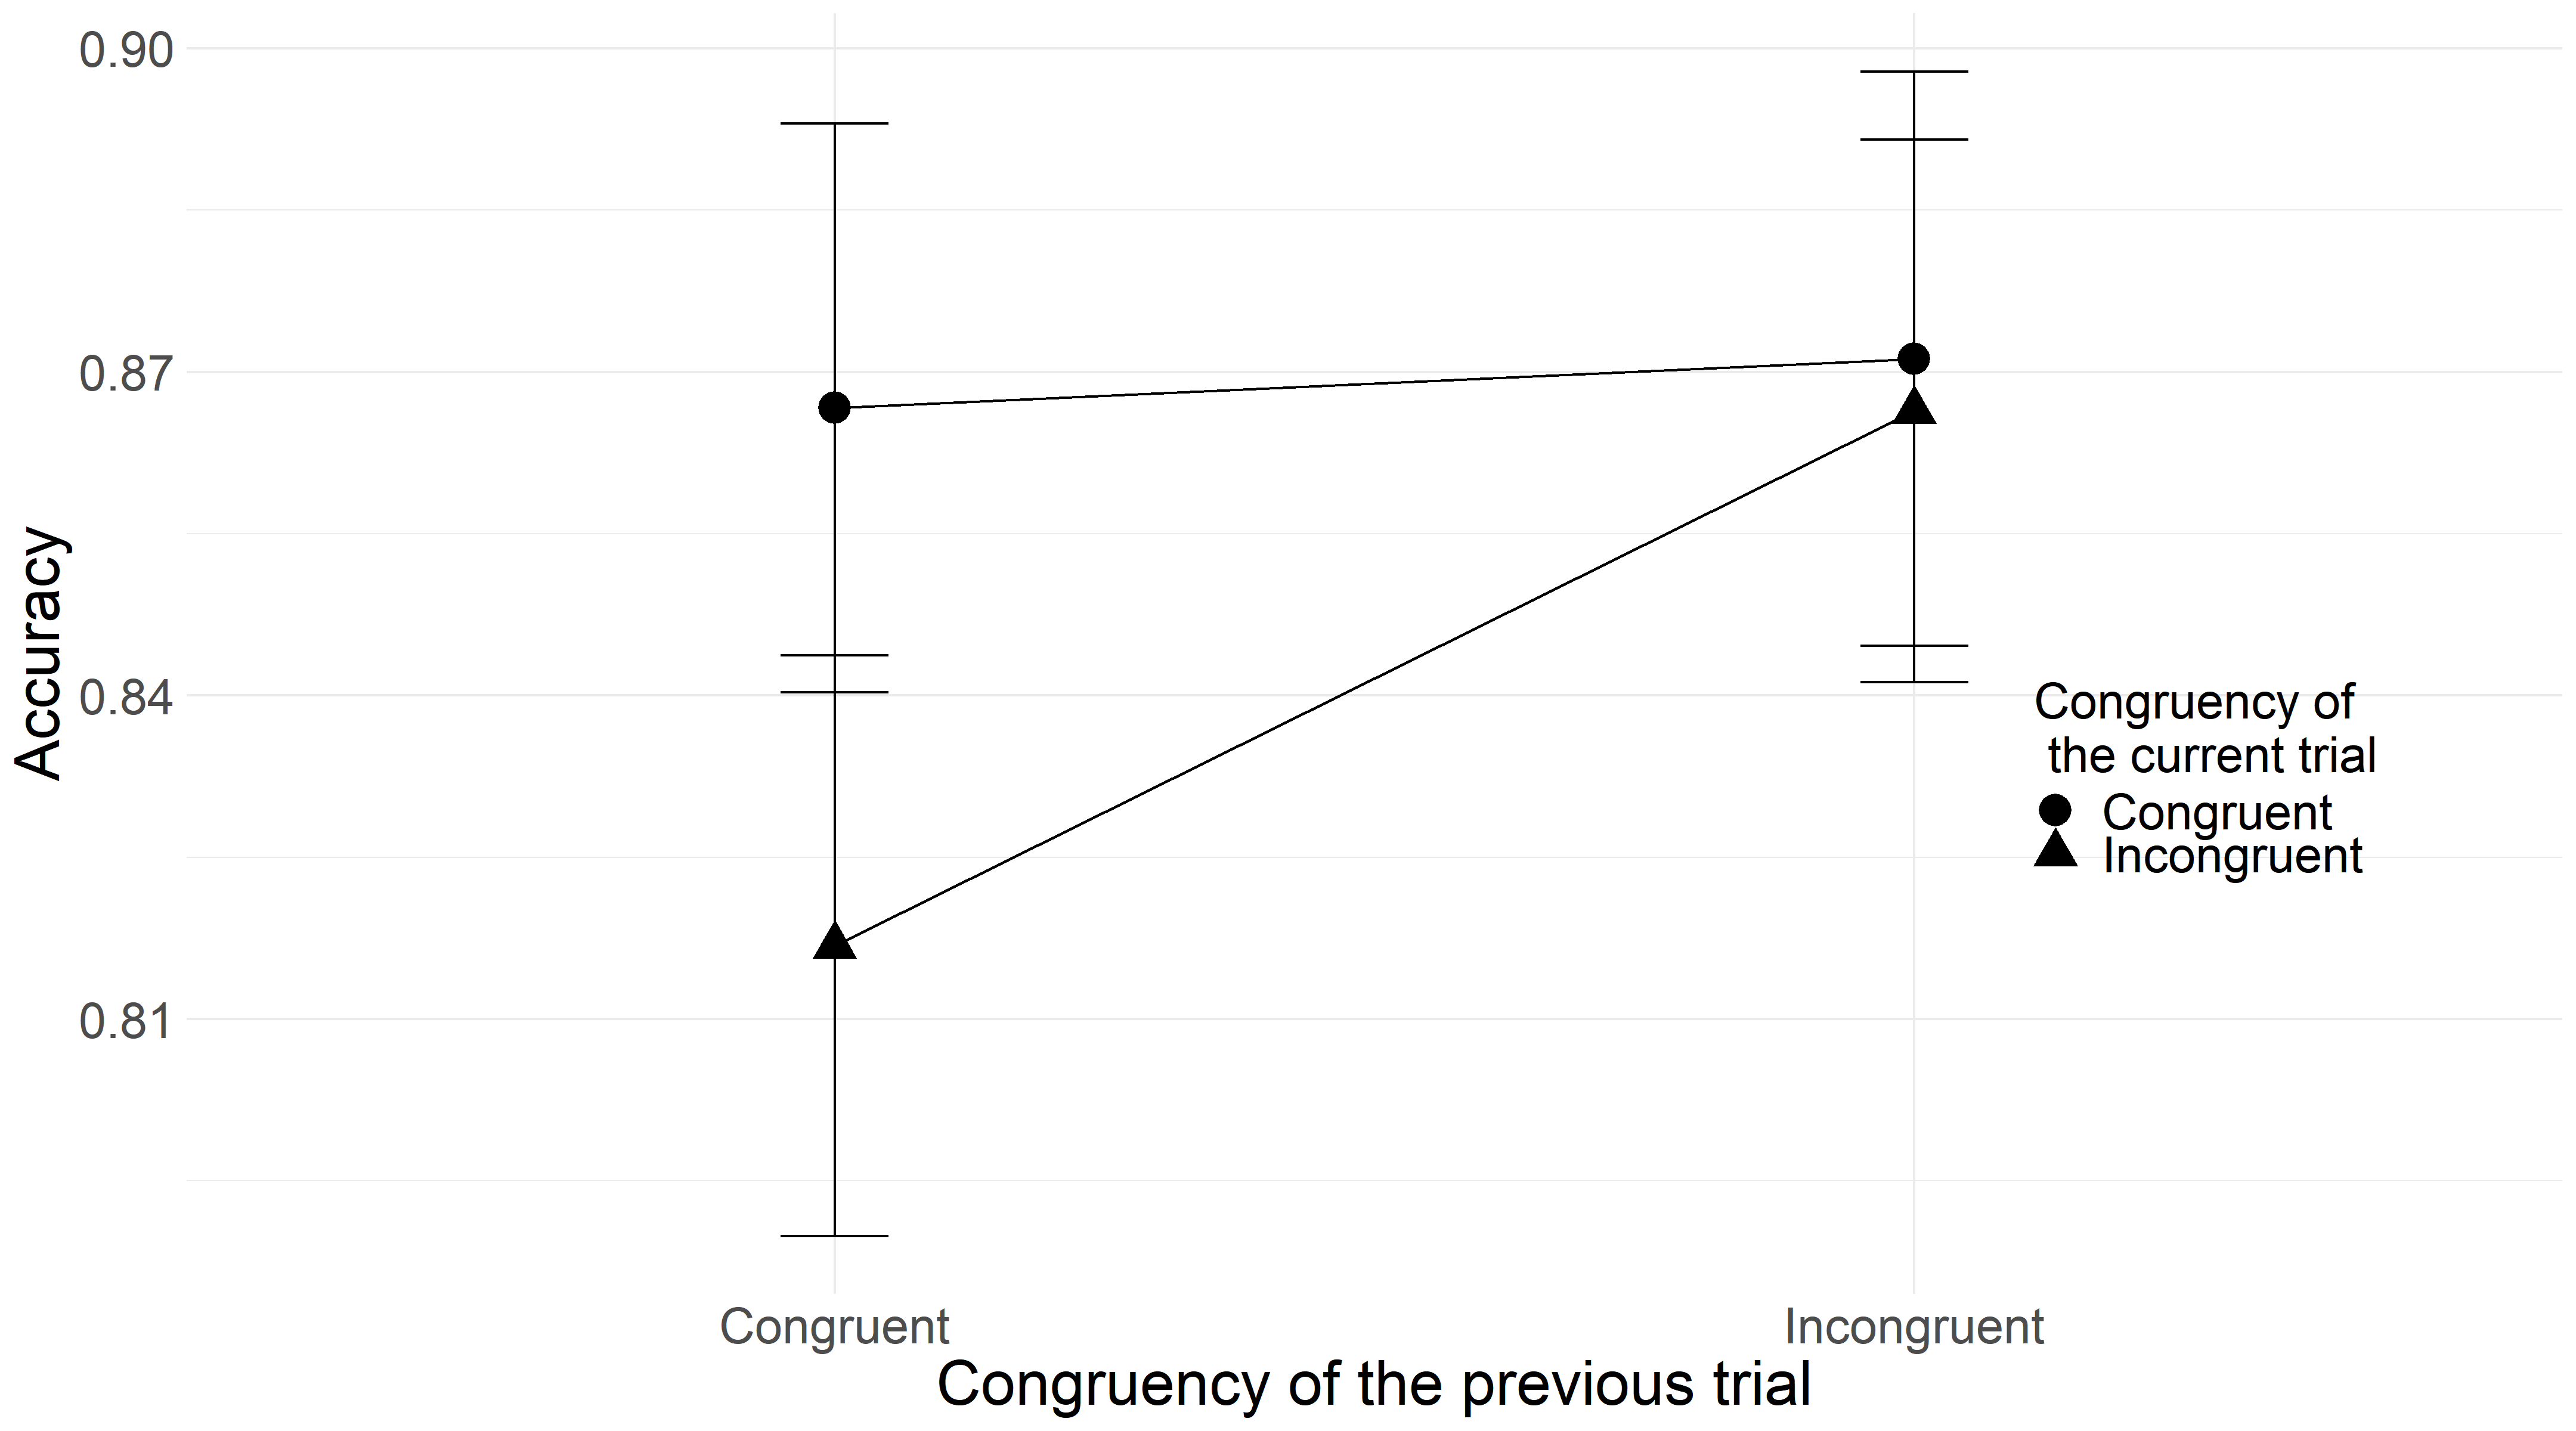 0.90
0.87
0.84
0.81
Accuracy
Congruency of
the current trial
Congruent
Incongruent
Congruent
Incongruent
Congruency of the previous trial